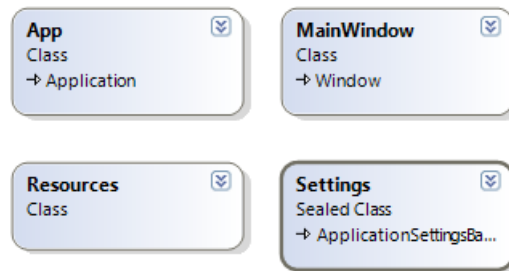 App
Class
Application
MainWindow
Class
Window
Resources
Class
Settings
Sealed Class
ApplicationSettingsBa...